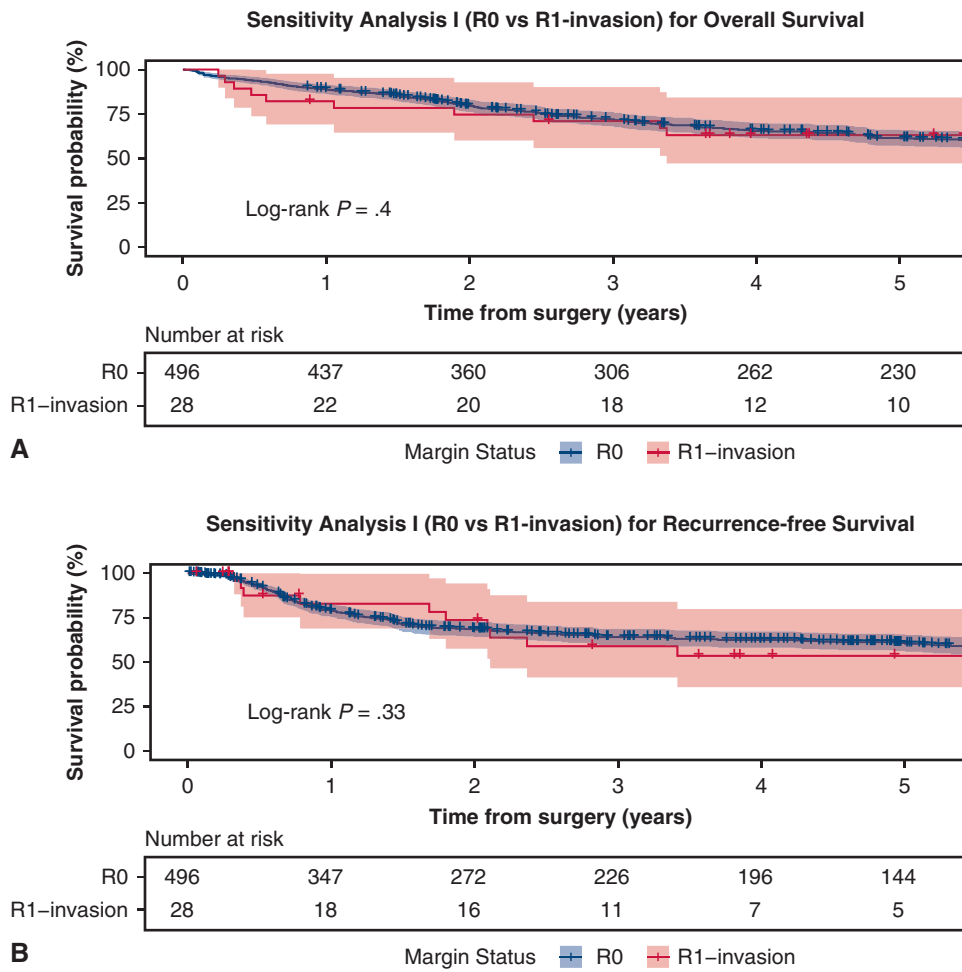 Sensitivity Analysis I (R0 vs R1-invasion) for Overall Survival
Survival probability (%)
100
75
50
25
0
Log-rank P = .4
0 1 2 3 4 5
Time from surgery (years)
Number at risk
R0 496 437 360 306 262 230
R1–invasion 28 22 20 18 12 10
A
Margin Status R0 R1–invasion
Sensitivity Analysis I (R0 vs R1-invasion) for Recurrence-free Survival
Survival probability (%)
100
75
50
25
0
Log-rank P = .33
0 1 2 3 4 5
Time from surgery (years)
Number at risk
R0 496 347 272 226 196 144
R1–invasion 28 18 16 11 7 5
B
Margin Status R0 R1–invasion